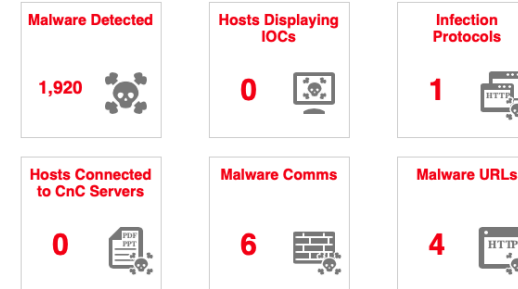 Malware Detected
1,920
Hosts Displaying
IOCs
0
Infection
Protocols
1
HTTP
Hosts Connected
to CnC Servers
0
PDF
PPT
Malware Comms
6
Malware URLs
4
HTTP